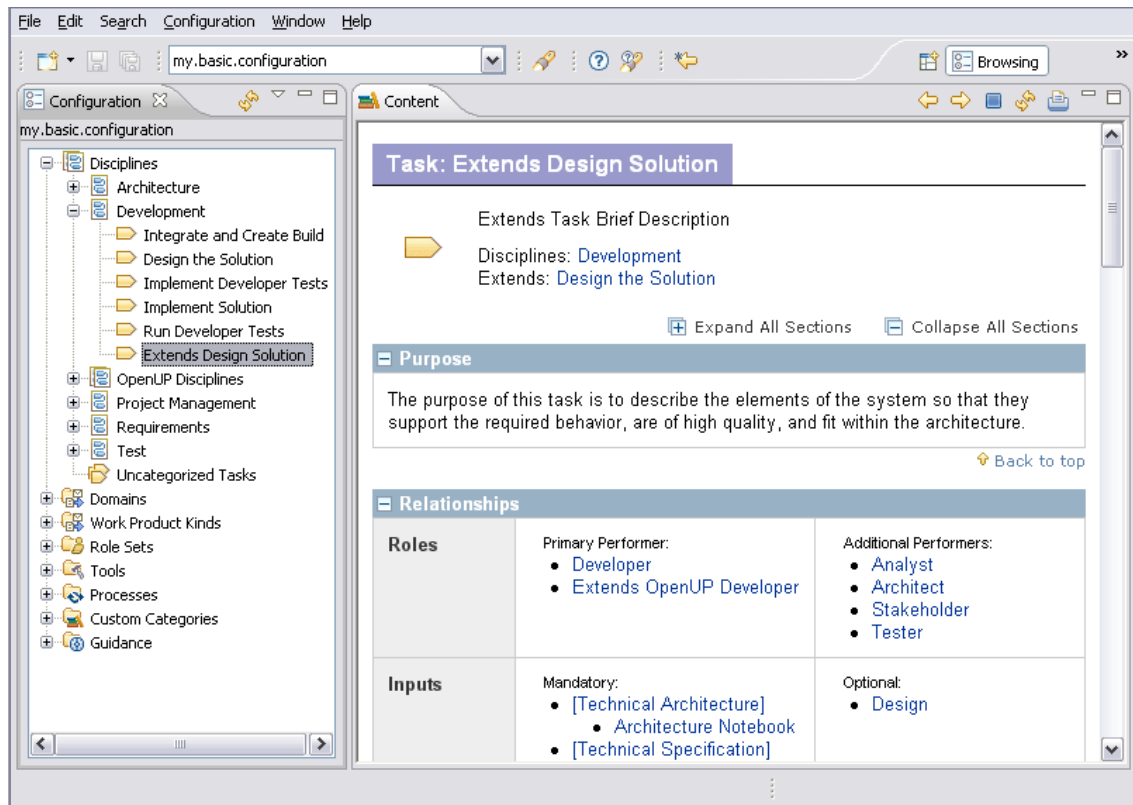 File Edit Search Configuration Window Help
my.basic.configuration
Browsing
Configuration
my.basic.configuration
Disciplines
Architecture
Development
Integrate and Create Build
Design the Solution
Implement Developer Tests
Implement Solution
Run Developer Tests
Extends Design Solution
OpenUP Disciplines
Project Management
Requirements
Test
Uncategorized Tasks
Domains
Work Product Kinds
Role Sets
Tools
Processes
Custom Categories
Guidance
Content
Task: Extends Design Solution
Extends Task Brief Description
Disciplines: Development
Extends: Design the Solution
Expand All Sections Collapse All Sections
Purpose
The purpose of this task is to describe the elements of the system so that they
support the required behavior, are of high quality, and fit within the architecture.
Back to top
Relationships
Roles
Primary Performer:
• Developer
• Extends OpenUP Developer
Additional Performers:
• Analyst
• Architect
• Stakeholder
• Tester
Inputs
Mandatory:
• [Technical Architecture]
• Architecture Notebook
• [Technical Specification]
Optional:
• Design